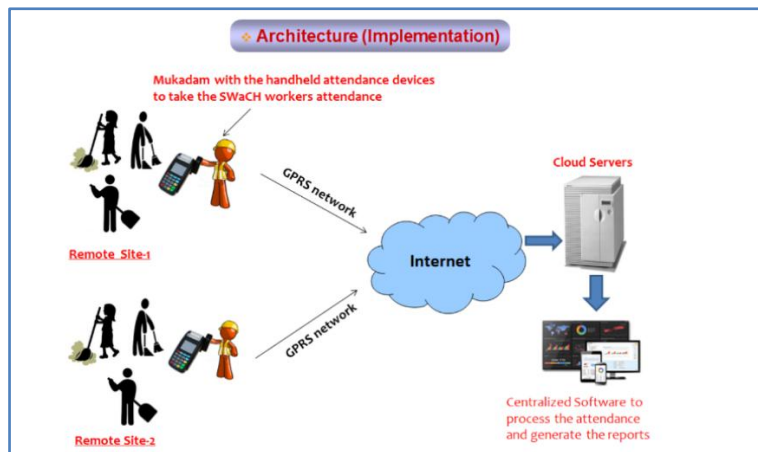 Architecture (Implementation)
Mukadam with the handheld attendance devices
to take the SWaCH workers attendance
GPRS network
Remote Site-1
Internet
Cloud Servers
GPRS network
Remote Site-2
Centralized Software to
process the attendance
and generate the reports